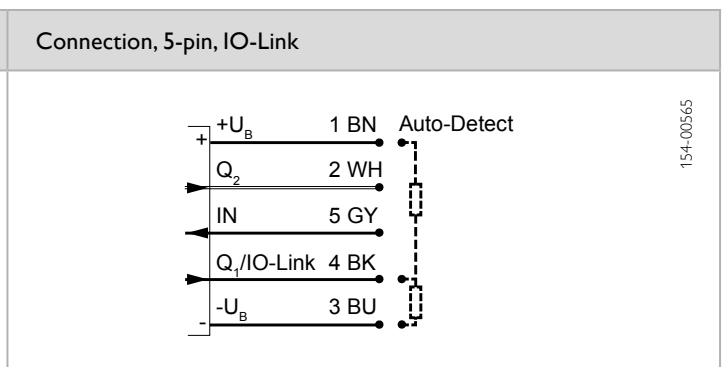 Connection, 5-pin, IO-Link
+U_B 1 BN Auto-Detect
+
Q_2 2 WH
IN 5 GY
Q_1/IO-Link 4 BK
-U_B 3 BU
-
154-00565